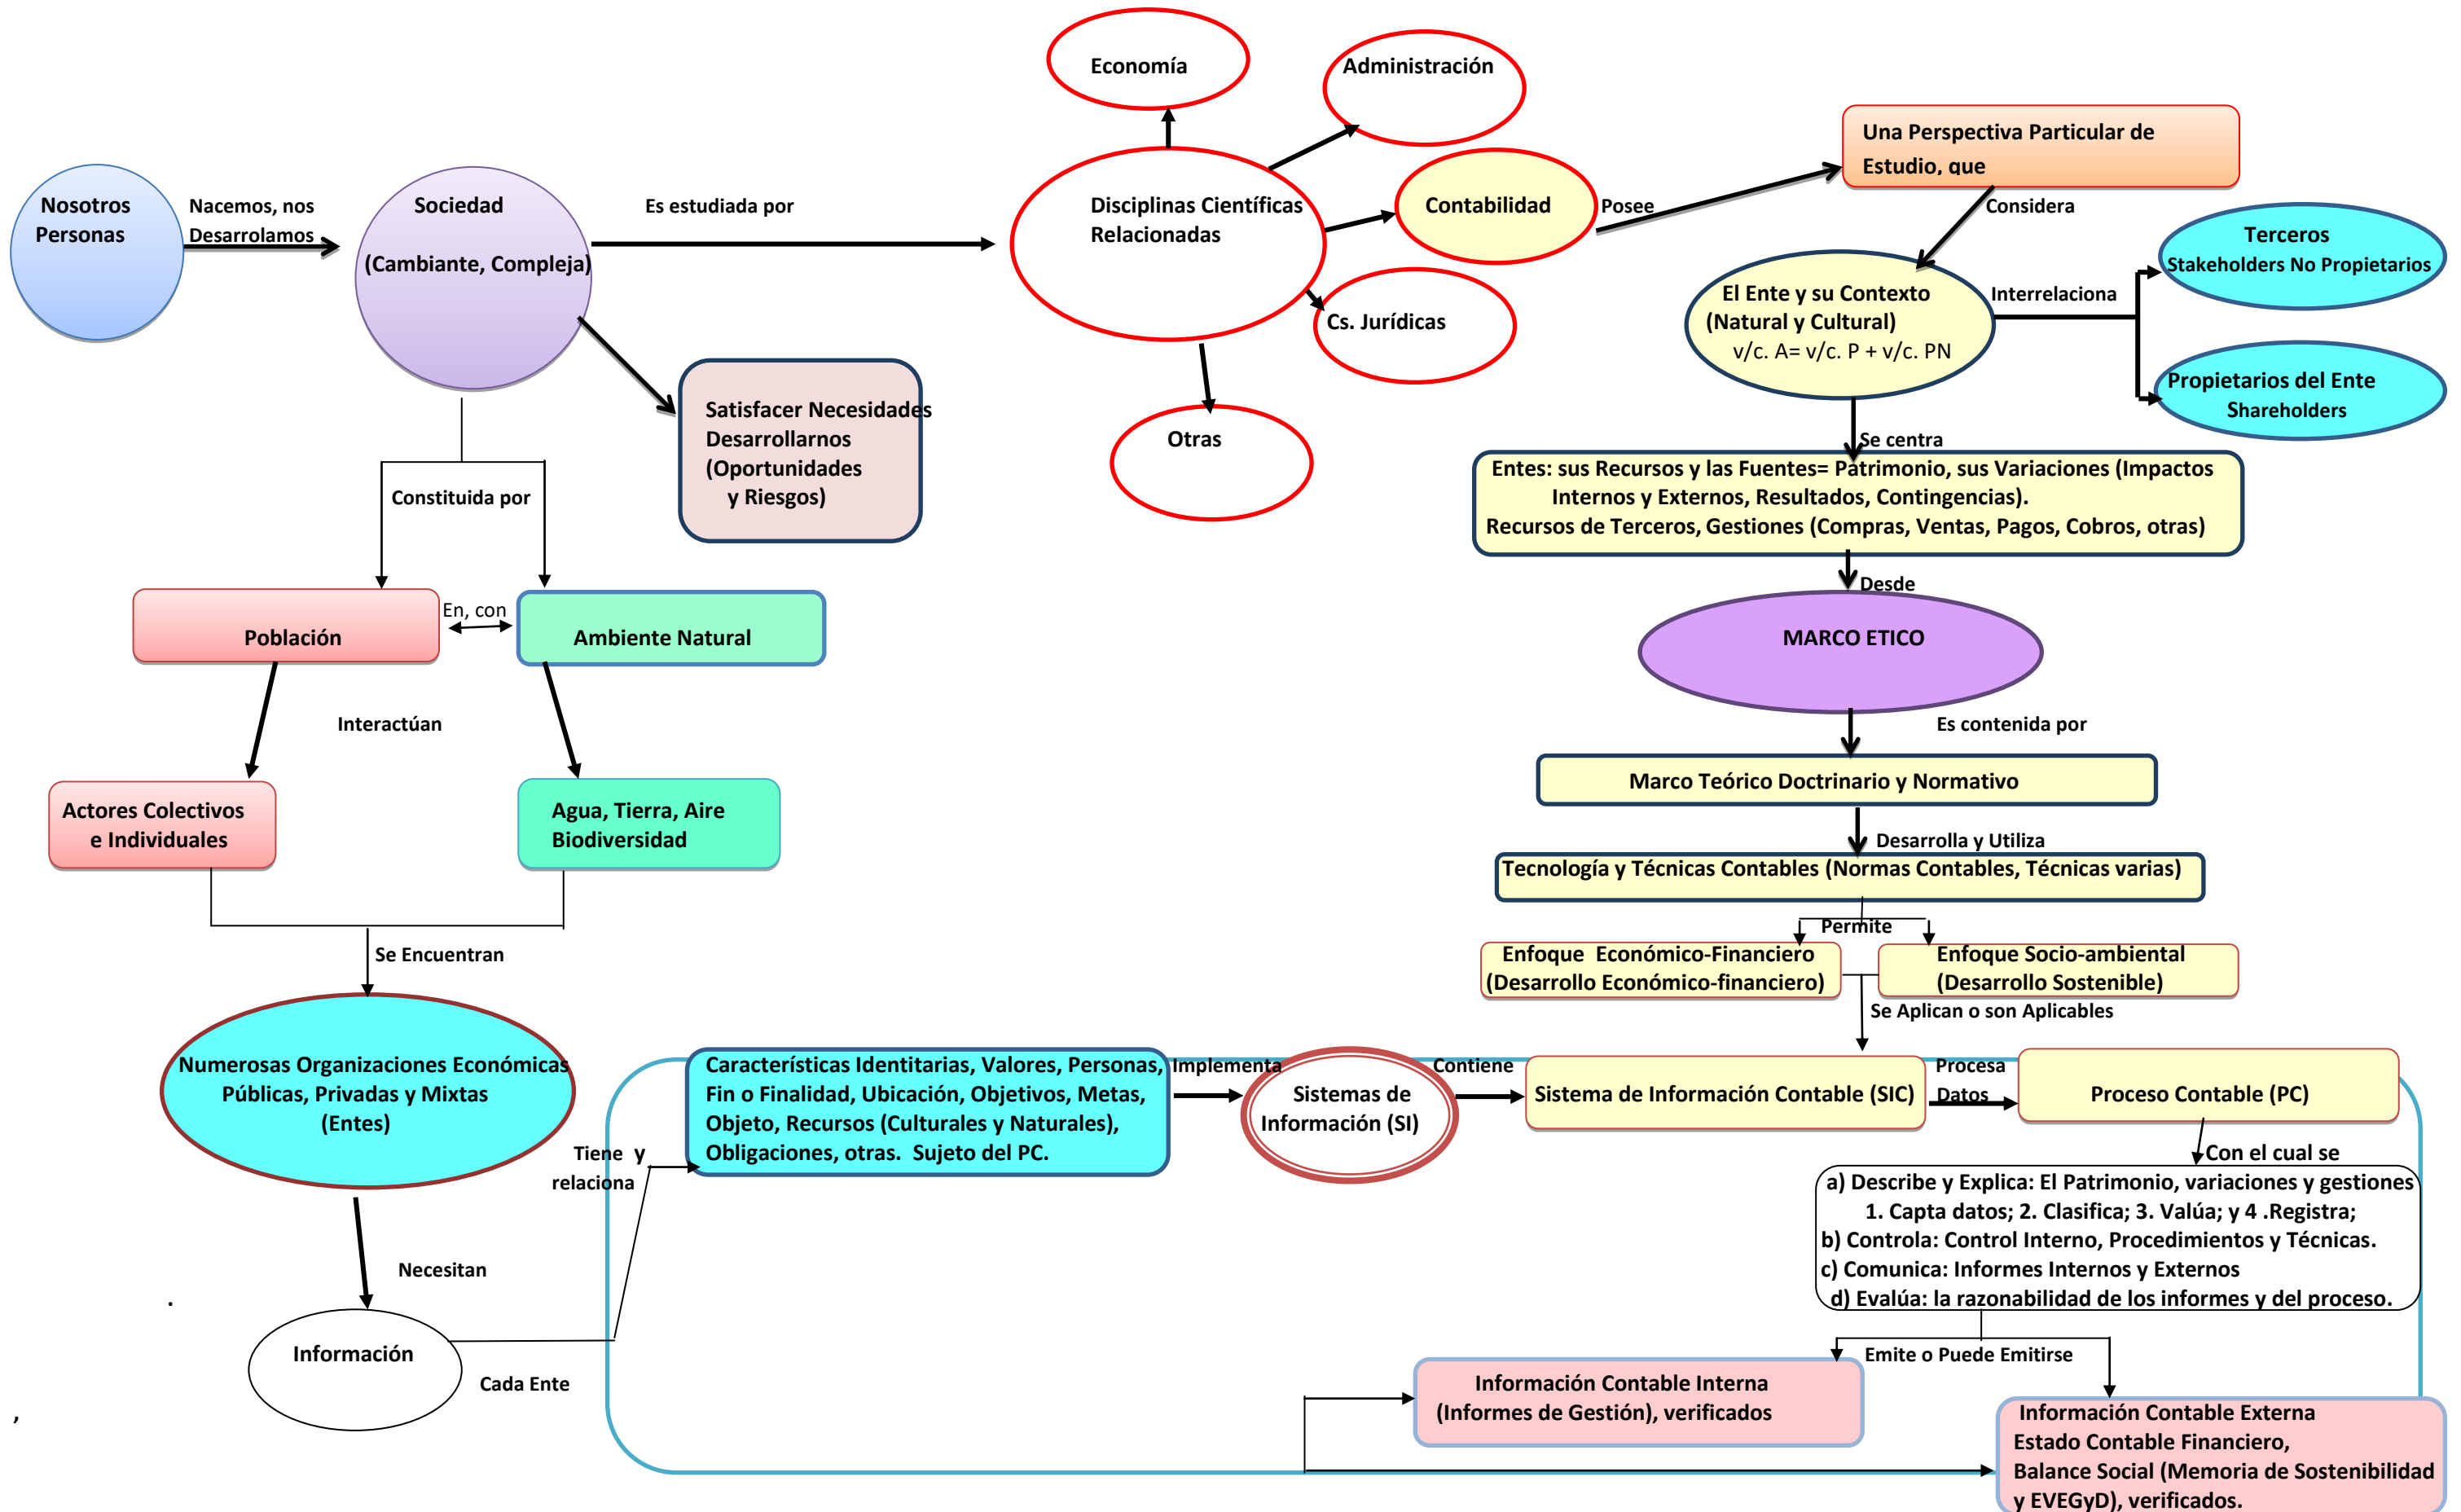 Economía
Administración
Una Perspectiva Particular de
Estudio, que
Nosotros
Personas
Nacemos, nos
Desarrolamos
Sociedad
(Cambiante, Compleja)
Es estudiada por
Disciplinas Científicas
Relacionadas
Contabilidad
Posee
Considera
Terceros
Stakeholders No Propietarios
El Ente y su Contexto
(Natural y Cultural)
v/c. A= v/c. P + v/c. PN
Interrelaciona
Cs. Jurídicas
Propietarios del Ente
Shareholders
Satisfacer Necesidades
Desarrollarnos
(Oportunidades
y Riesgos)
Otras
Se centra
Entes: sus Recursos y las Fuentes= Patrimonio, sus Variaciones (Impactos
Internos y Externos, Resultados, Contingencias).
Recursos de Terceros, Gestiones (Compras, Ventas, Pagos, Cobros, otras)
Constituida por
Desde
Población
En, con
Ambiente Natural
MARCO ETICO
Interactúan
Es contenida por
Marco Teórico Doctrinario y Normativo
Actores Colectivos
e Individuales
Agua, Tierra, Aire
Biodiversidad
Desarrolla y Utiliza
Tecnología y Técnicas Contables (Normas Contables, Técnicas varias)
Permite
Se Encuentran
Enfoque Económico-Financiero
(Desarrollo Económico-financiero)
Enfoque Socio-ambiental
(Desarrollo Sostenible)
Se Aplican o son Aplicables
Numerosas Organizaciones Económicas
Públicas, Privadas y Mixtas
(Entes)
Tiene y
relaciona
Características Identitarias, Valores, Personas,
Fin o Finalidad, Ubicación, Objetivos, Metas,
Objeto, Recursos (Culturales y Naturales),
Obligaciones, otras. Sujeto del PC.
Implementa
Sistemas de
Información (SI)
Contiene
Sistema de Información Contable (SIC)
Procesa
Datos
Proceso Contable (PC)
Con el cual se
a) Describe y Explica: El Patrimonio, variaciones y gestiones
1. Capta datos; 2. Clasifica; 3. Valúa; y 4 .Registra;
b) Controla: Control Interno, Procedimientos y Técnicas.
c) Comunica: Informes Internos y Externos
d) Evalúa: la razonabilidad de los informes y del proceso.
Necesitan
.
Información
Cada Ente
Emite o Puede Emitirse
Información Contable Interna
(Informes de Gestión), verificados
,
Información Contable Externa
Estado Contable Financiero,
Balance Social (Memoria de Sostenibilidad
y EVEGyD), verificados.